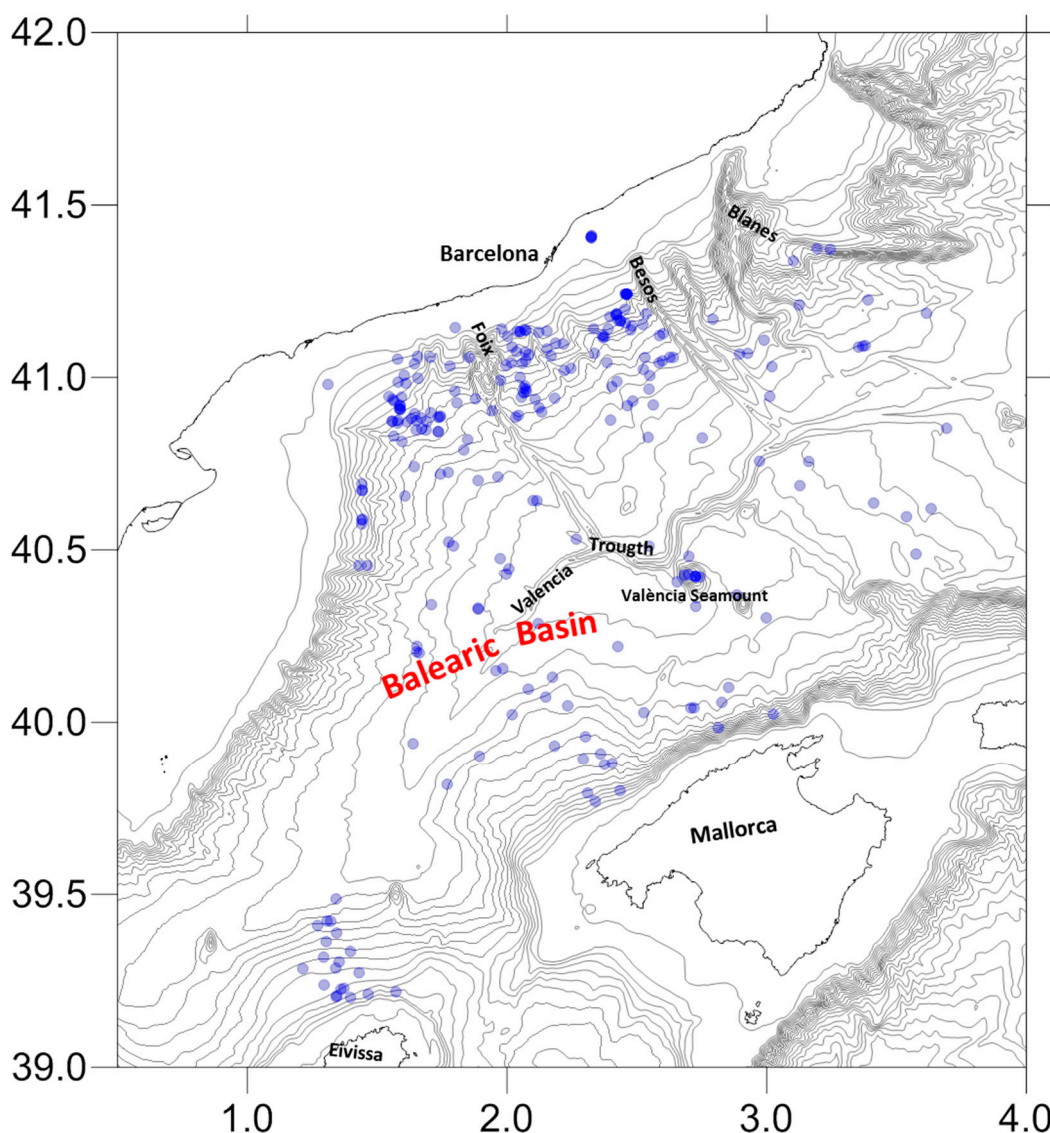 42.0
41.5
Blanes
Barcelona
Besos
Foix
41.0
40.5
Trougth
Valencia
València Seamount
Balearic Basin
40.0
Mallorca
39.5
Eivissa
39.0
1.0 2.0 3.0 4.0